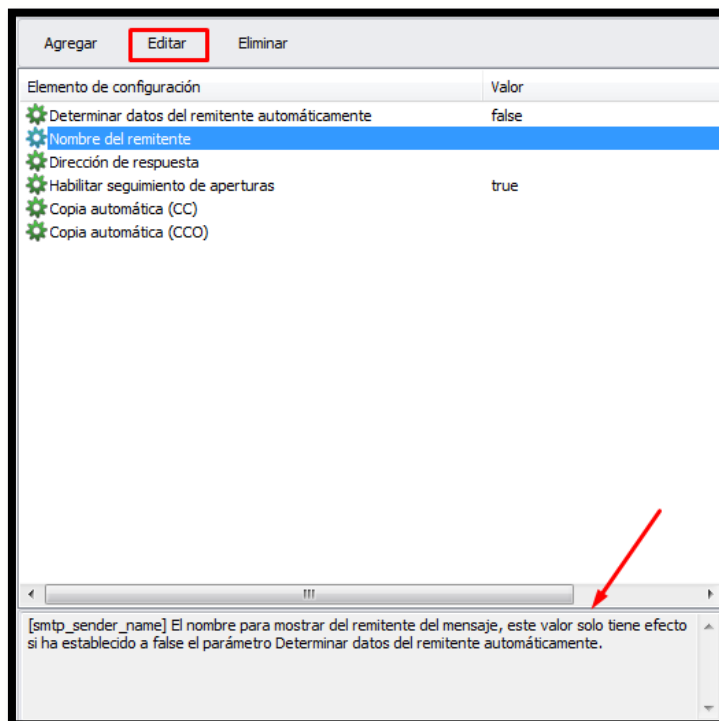 Agregar Editar Eliminar
Elemento de configuración Valor
Determinar datos del remitente automáticamente false
Nombre del remitente
Dirección de respuesta
Habilitar seguimiento de aperturas true
Copia automática (CC)
Copia automática (CCO)
[smtp_sender_name] El nombre para mostrar del remitente del mensaje, este valor solo tiene efecto
si ha establecido a false el parámetro Determinar datos del remitente automáticamente.